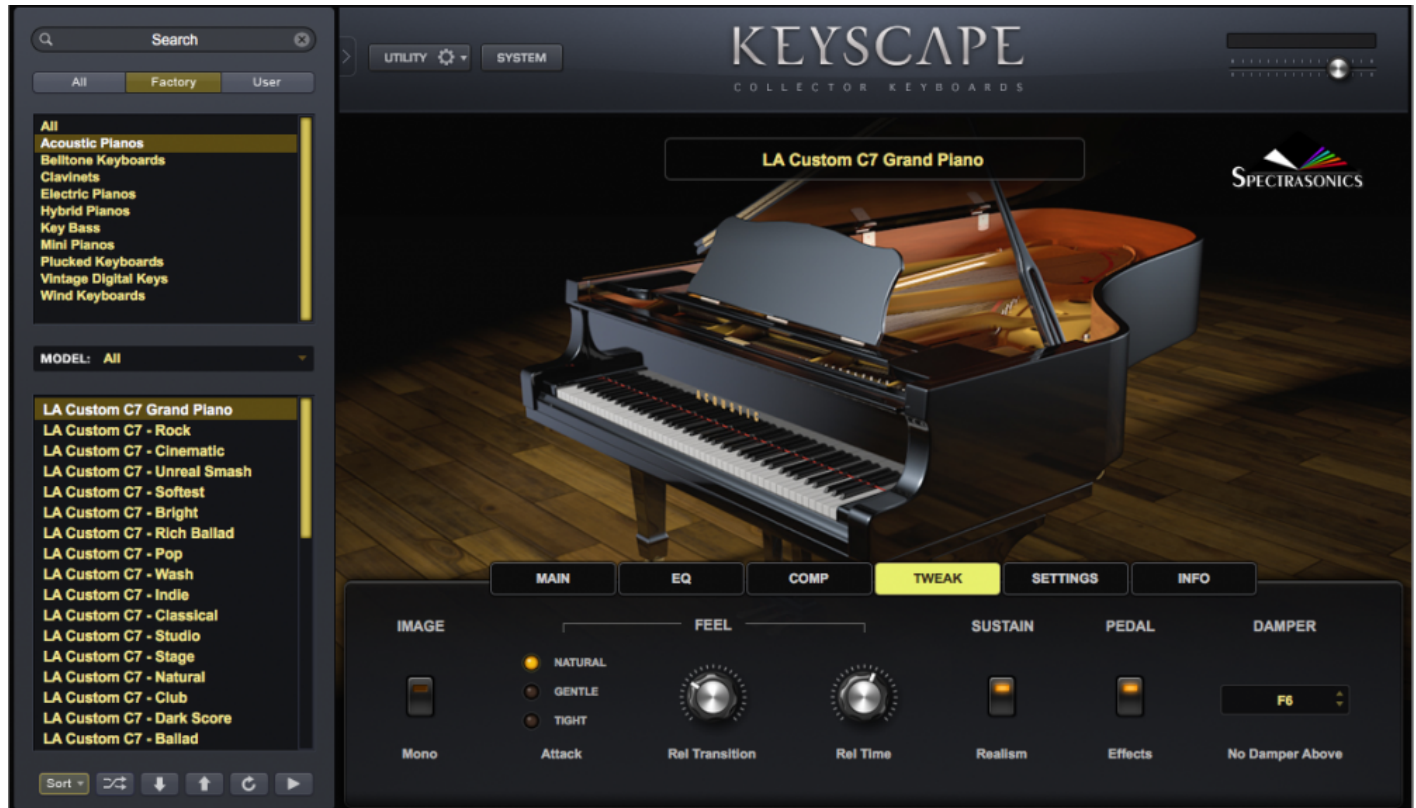 Search
All Factory User
All
Acoustic Pianos
Belltone Keyboards
Clavinets
Electric Pianos
Hybrid Pianos
Key Bass
Mini Pianos
Plucked Keyboards
Vintage Digital Keys
Wind Keyboards
MODEL: All
LA Custom C7 Grand Piano
LA Custom C7 - Rock
LA Custom C7 - Cinematic
LA Custom C7 - Unreal Smash
LA Custom C7 - Softest
LA Custom C7 - Bright
LA Custom C7 - Rich Ballad
LA Custom C7 - Pop
LA Custom C7 - Wash
LA Custom C7 - Indie
LA Custom C7 - Classical
LA Custom C7 - Studio
LA Custom C7 - Stage
LA Custom C7 - Natural
LA Custom C7 - Club
LA Custom C7 - Dark Score
LA Custom C7 - Ballad
Sort
UTILITY SYSTEM
KEYSCAPE
COLLECTOR KEYBOARDS
LA Custom C7 Grand Piano
SPECTRASONICS
ACOUSTIC
MAIN EQ COMP TWEAK SETTINGS INFO
IMAGE FEEL SUSTAIN PEDAL DAMPER
NATURAL
GENTLE
TIGHT
F6
Mono Attack Rel Transition Rel Time Realism Effects No Damper Above